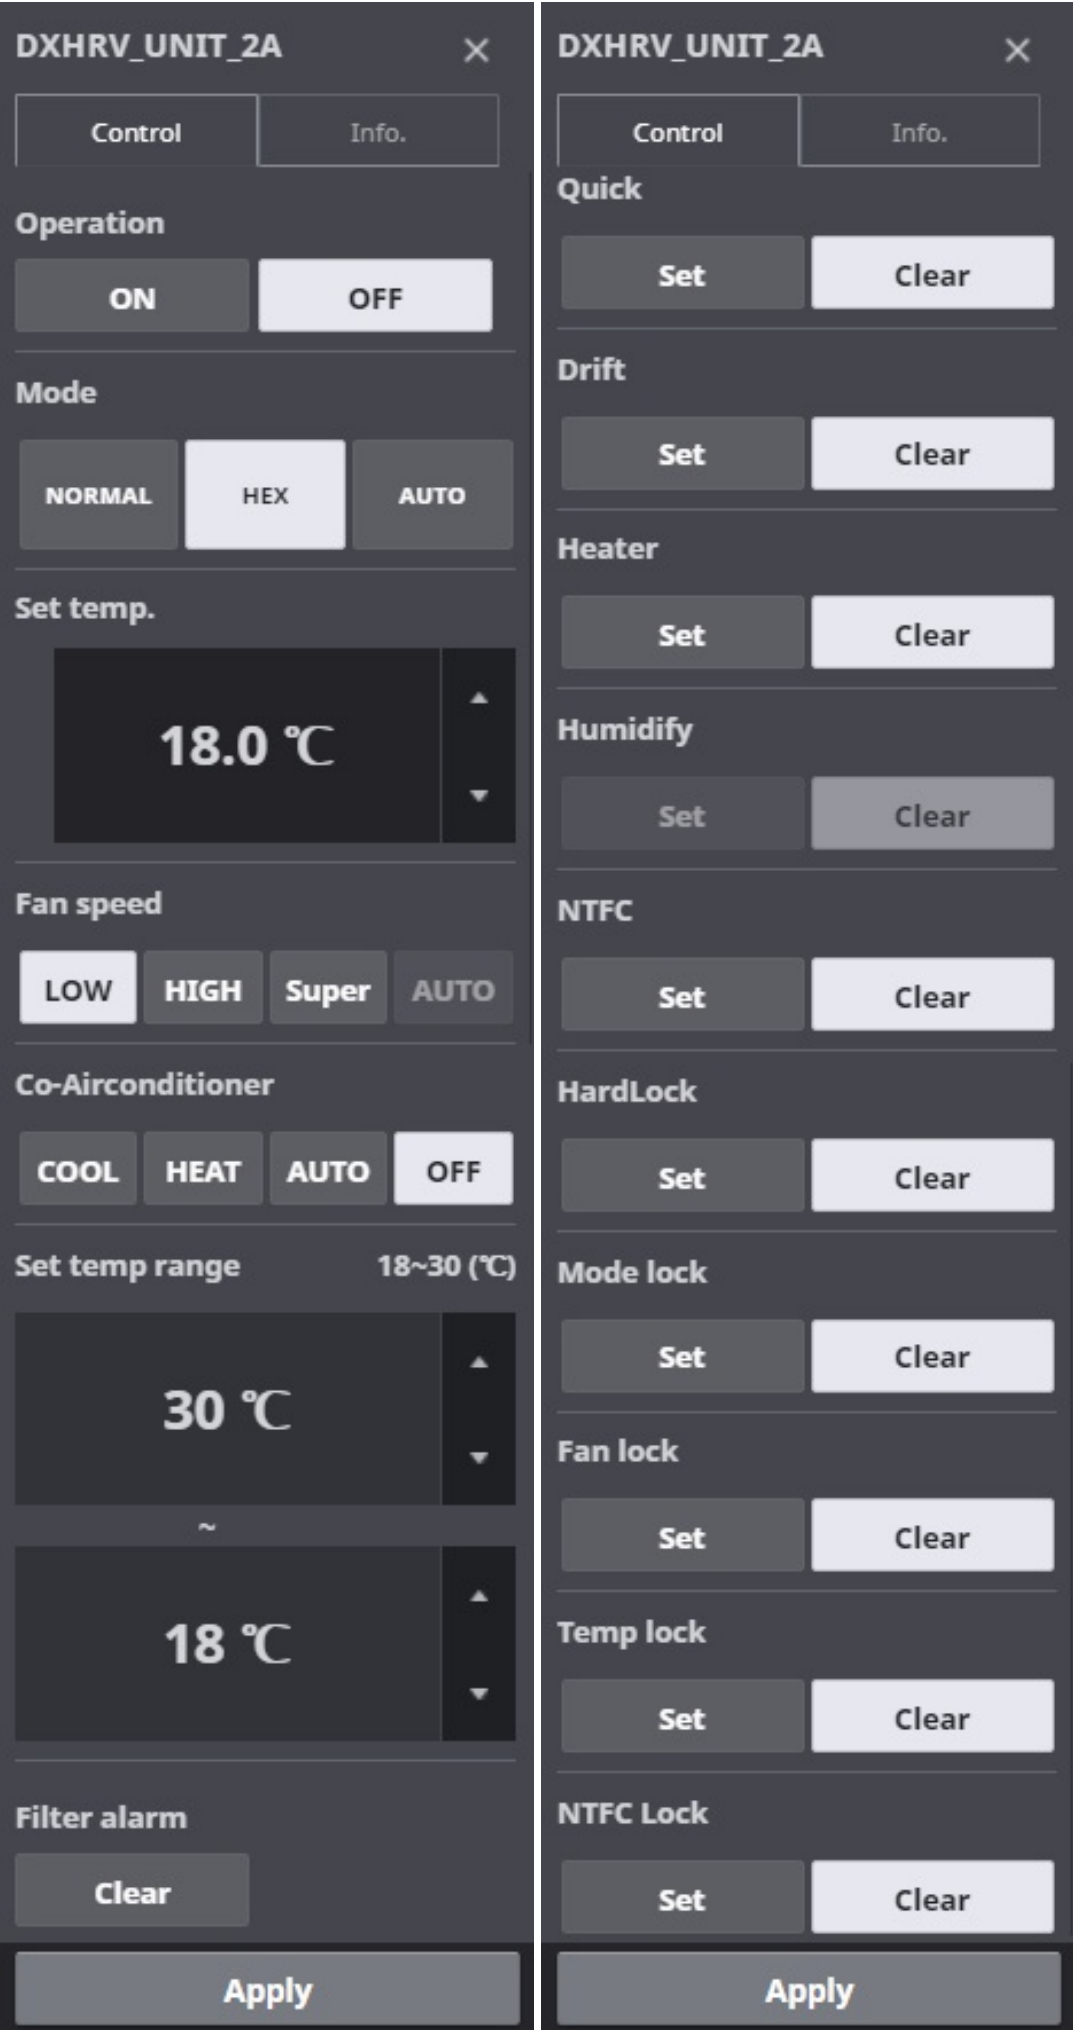 DXHRV_UNIT_2A ×
Control Info.
Operation
ON OFF
Mode
NORMAL HEX AUTO
Set temp.
18.0 ℃
Fan speed
LOW HIGH Super AUTO
Co-Airconditioner
COOL HEAT AUTO OFF
Set temp range 18~30 (℃)
30 ℃
~
18 ℃
Filter alarm
Clear
Apply
DXHRV_UNIT_2A ×
Control Info.
Quick
Set Clear
Drift
Set Clear
Heater
Set Clear
Humidify
Set Clear
NTFC
Set Clear
HardLock
Set Clear
Mode lock
Set Clear
Fan lock
Set Clear
Temp lock
Set Clear
NTFC Lock
Set Clear
Apply